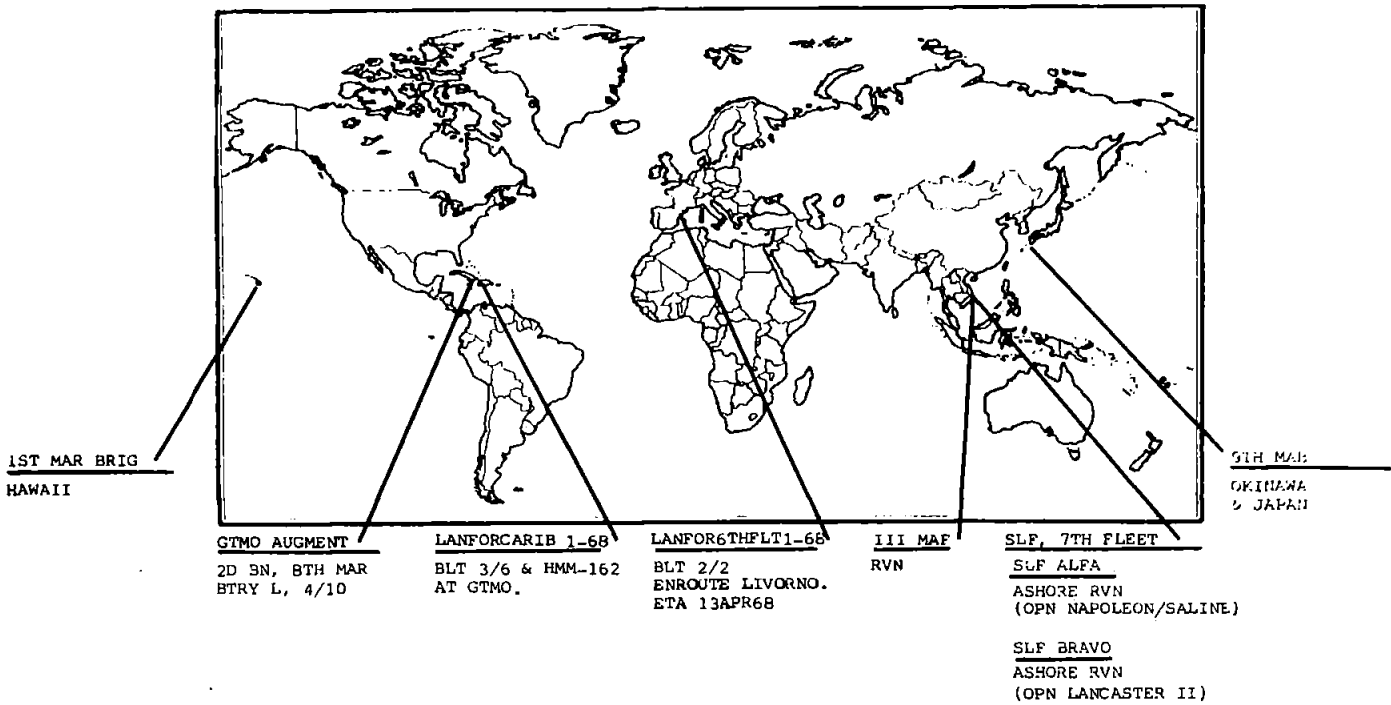 1ST MAR BRIG
HAWAII
GTMO AUGMENT
2D BN, 8TH MAR
BTRY L, 4/10
LANFORCARIB 1-68
BLT 3/6 & HMM-162
AT GTMO.
LANFOR6THFLT1-68
BLT 2/2
ENROUTE LIVORNO.
ETA 13APR68
III MAF
RVN
SLF, 7TH FLEET
SLF ALFA
ASHORE RVN
(OPN NAPOLEON/SALINE)
SLF BRAVO
ASHORE RVN
(OPN LANCASTER II)
9TH MAB
OKINAWA
& JAPAN